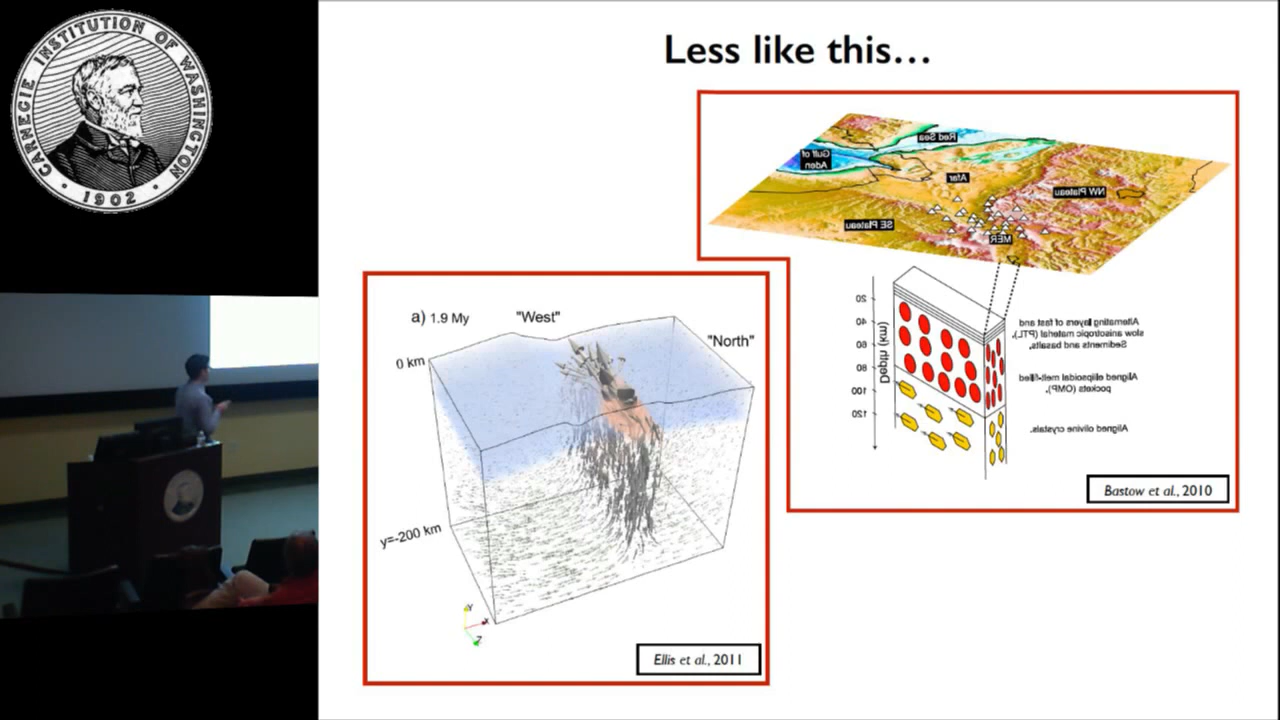 CARNEGIE INSTITUTION OF WASHINGTON
1902
Less like this...
Red Sea
Gulf of
Aden
Afar
NW Plateau
SE Plateau
MER
20
40
60
80
100
120
Depth (km)
Alternating layers of fast and
slow anisotropic material (PTL).
Sediments and basalts.
Aligned ellipsoidal melt-filled
pockets (OMP).
Aligned olivine crystals.
Bastow et al., 2010
a) 1.9 My
"West"
"North"
0 km
y=-200 km
Y
X
Z
Ellis et al., 2011